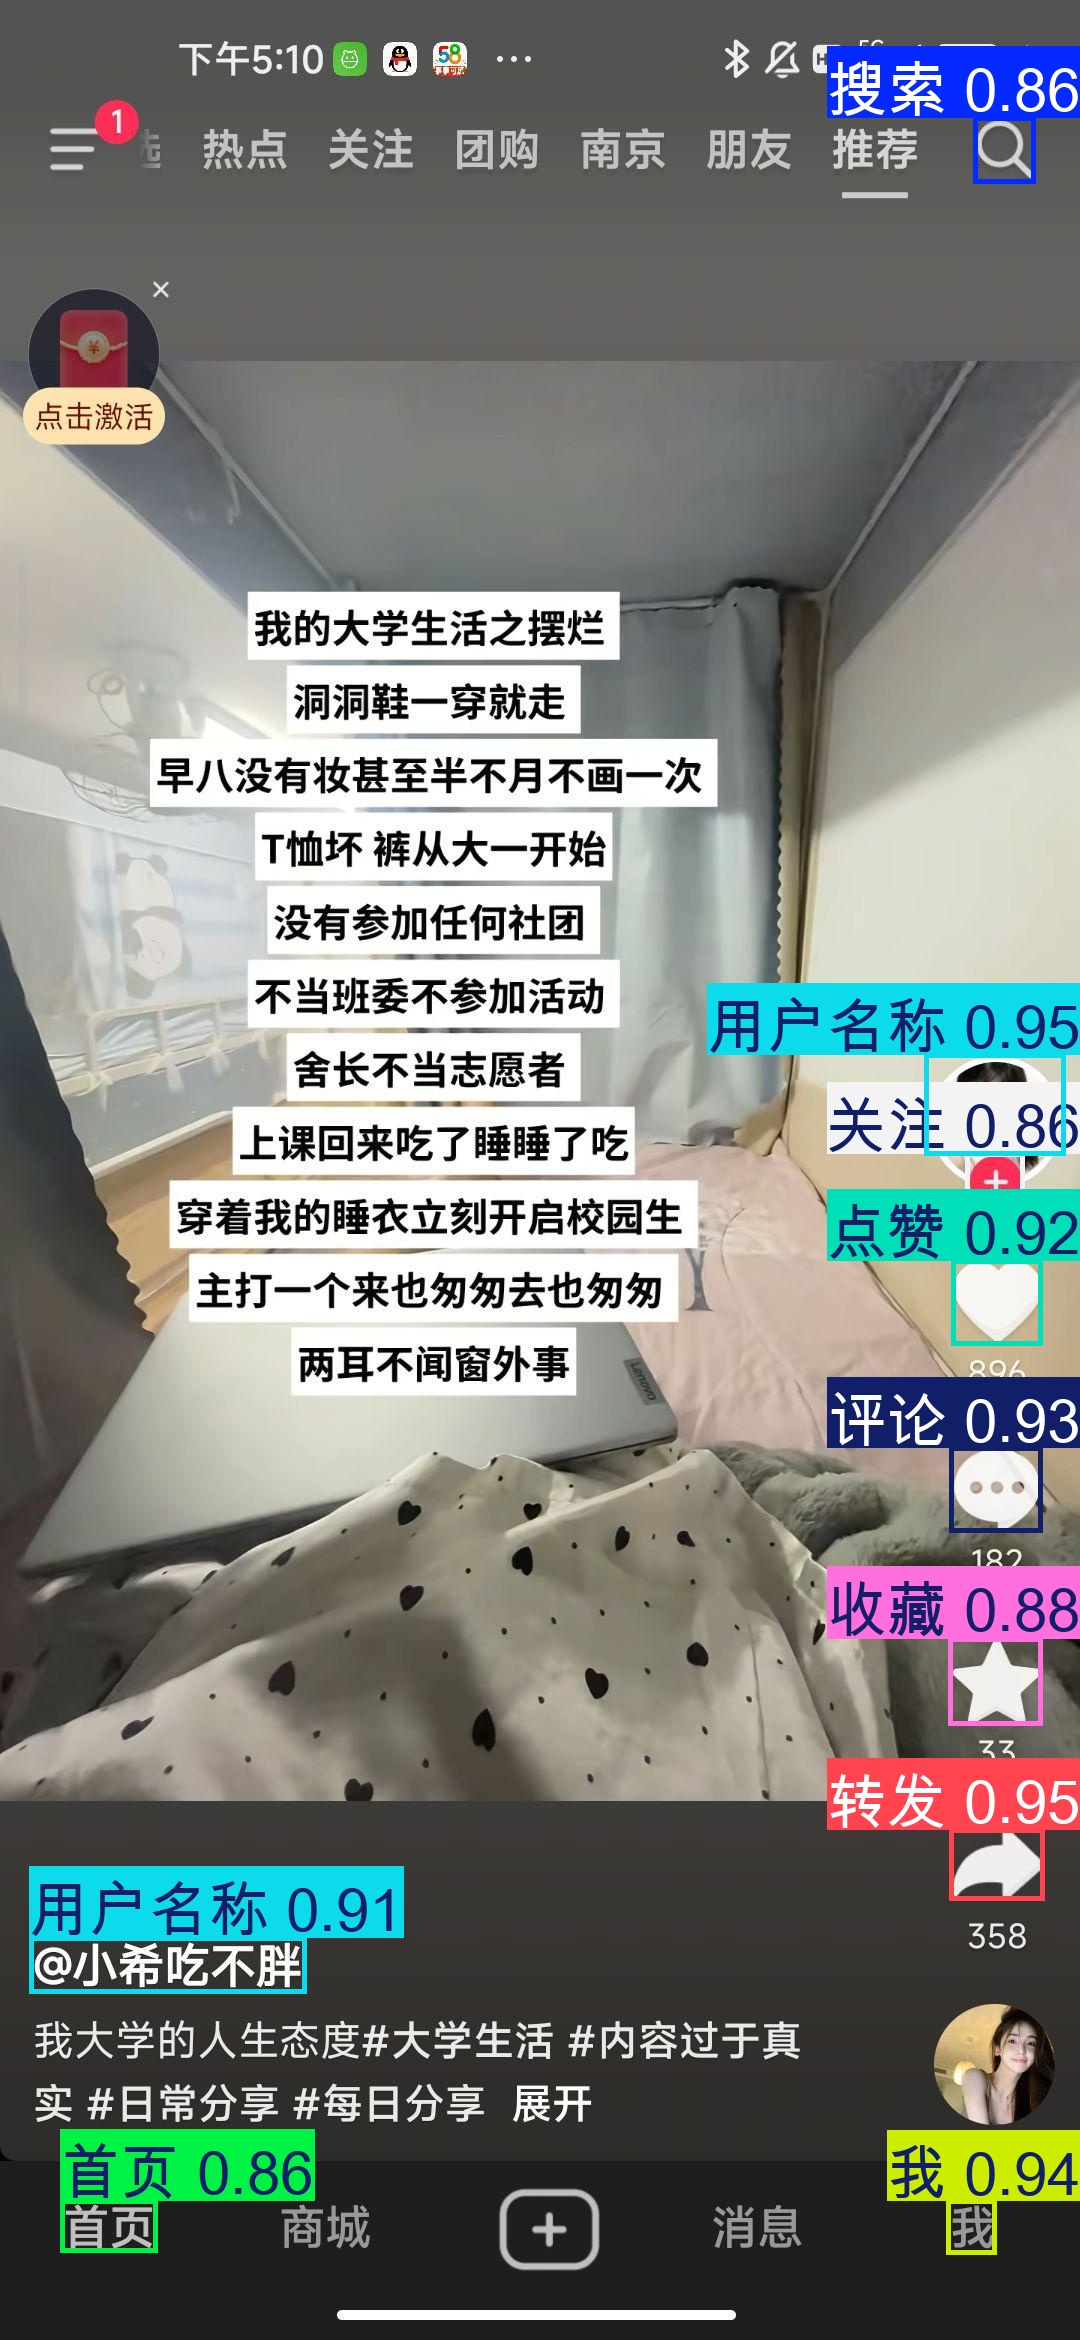 下午5:10
58
1
热点 关注 团购 南京 朋友 推荐
搜索 0.86
点击激活
我的大学生活之摆烂
洞洞鞋一穿就走
早八没有妆甚至半不月不画一次
T恤坏 裤从大一开始
没有参加任何社团
不当班委不参加活动
舍长不当志愿者
上课回来吃了睡睡了吃
穿着我的睡衣立刻开启校园生
主打一个来也匆匆去也匆匆
两耳不闻窗外事
Lenovo
用户名称 0.95
关注 0.86
点赞 0.92
896
评论 0.93
182
收藏 0.88
33
转发 0.95
358
用户名称 0.91
@小希吃不胖
我大学的人生态度#大学生活 #内容过于真
实 #日常分享 #每日分享 展开
首页 0.86
我 0.94
首页 商城 消息 我